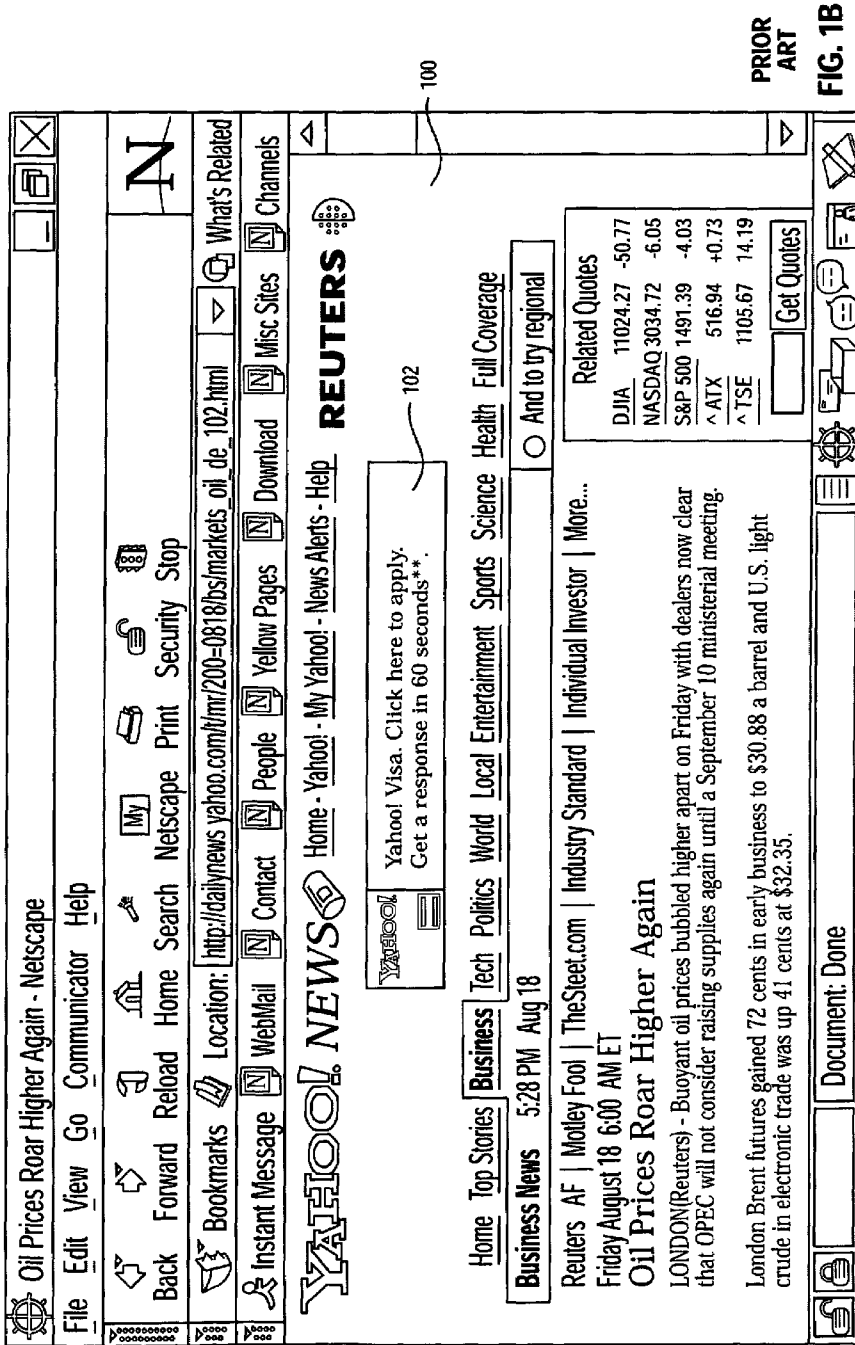 Oil Prices Roar Higher Again - Netscape
File Edit View Go Communicator Help
Back Forward Reload Home Search Netscape Print Security Stop
My
N
Bookmarks Location: http://dailynews yahoo.com/t/mr/200=0818/bs/markets_oil_de_102.html What's Related
Instant Message WebMail Contact People Yellow Pages Download Misc Sites Channels
YAHOO! NEWS Home - Yahoo! - My Yahoo! - News Alerts - Help REUTERS
100
YAHOO!
Yahoo! Visa. Click here to apply.
Get a response in 60 seconds**.
102
Home Top Stories Business Tech Politics World Local Entertainment Sports Science Health Full Coverage
Business News 5:28 PM Aug 18 And to try regional
Reuters AF | Motley Fool | TheSteet.com | Industry Standard | Individual Investor | More...
Friday August 18 6:00 AM ET
Oil Prices Roar Higher Again
LONDON(Reuters) - Buoyant oil prices bubbled higher apart on Friday with dealers now clear
that OPEC will not consider raising supplies again until a September 10 ministerial meeting.
London Brent futures gained 72 cents in early business to $30.88 a barrel and U.S. light
crude in electronic trade was up 41 cents at $32.35.
Related Quotes
DJIA 11024.27 -50.77
NASDAQ 3034.72 -6.05
S&P 500 1491.39 -4.03
^ ATX 516.94 +0.73
^ TSE 1105.67 14.19
Get Quotes
Document: Done
PRIOR
ART
FIG. 1B